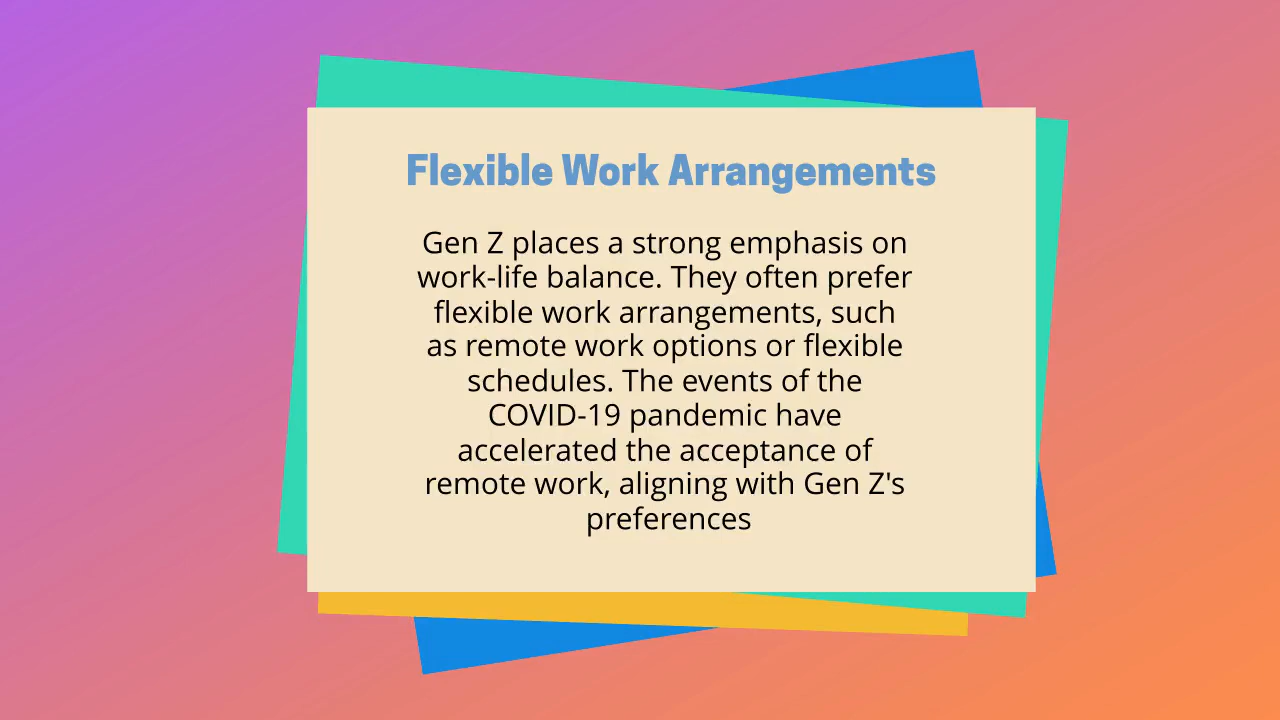 Flexible Work Arrangements
Gen Z places a strong emphasis on
work-life balance. They often prefer
flexible work arrangements, such
as remote work options or flexible
schedules. The events of the
COVID-19 pandemic have
accelerated the acceptance of
remote work, aligning with Gen Z's
preferences